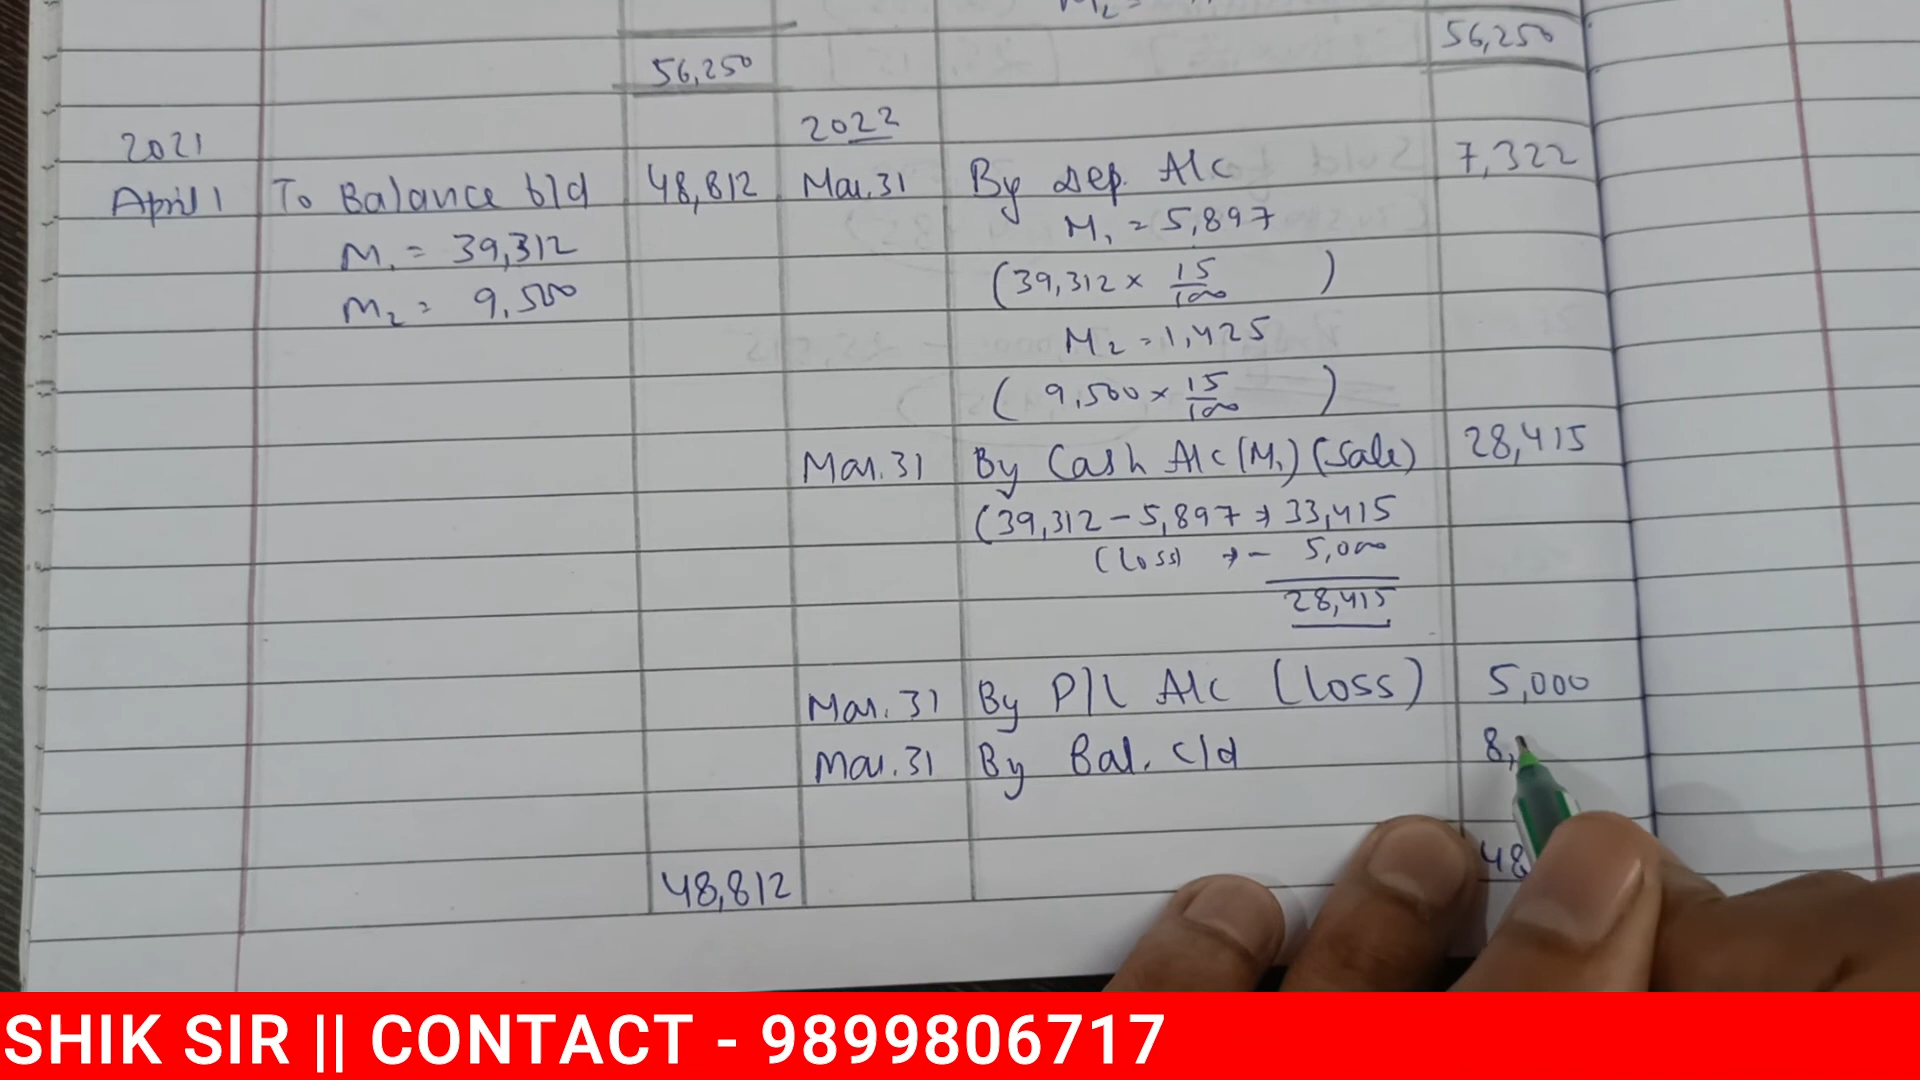 56,250
56,250
2021
2022
April 1 To Balance b/d 48,812 Mar.31 By Dep. A/c 7,322
M1 = 39,312
M1 = 5,897
M2 = 9,500
(39,312 × 15/100 )
M2 = 1,425
( 9,500 × 15/100 )
Mar.31 By Cash A/c (M1) (Sale) 28,415
(39,312 - 5,897 → 33,415
(Loss) → - 5,000
28,415
Mar. 31 By P/L A/c (Loss) 5,000
Mar.31 By Bal. c/d 8,
48,812
48
SHIK SIR || CONTACT - 9899806717